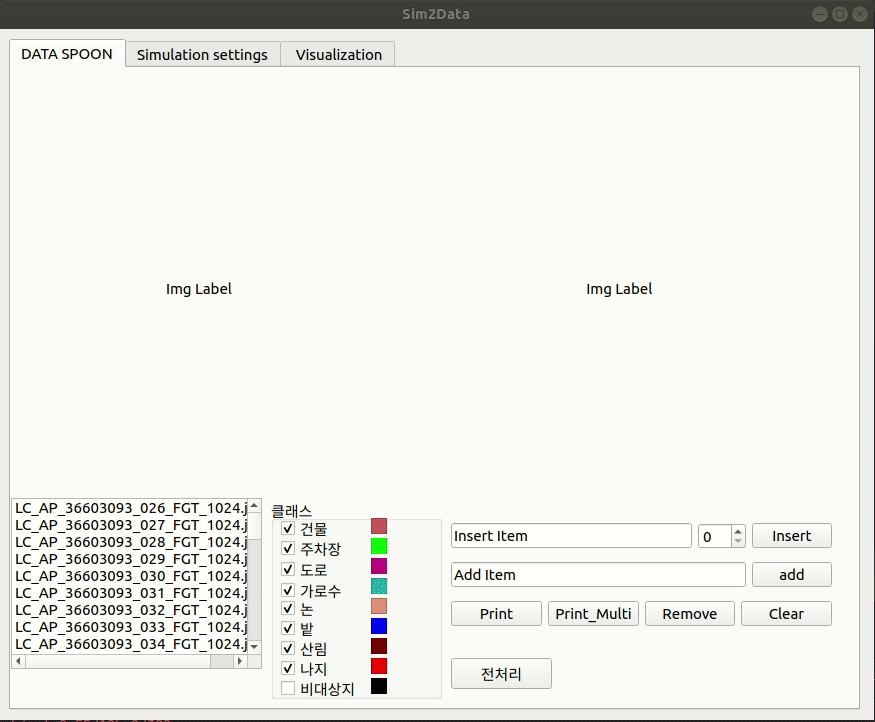 Sim2Data
DATA SPOON Simulation settings Visualization
Img Label Img Label
LC_AP_36603093_026_FGT_1024.j
LC_AP_36603093_027_FGT_1024.j
LC_AP_36603093_028_FGT_1024.j
LC_AP_36603093_029_FGT_1024.j
LC_AP_36603093_030_FGT_1024.j
LC_AP_36603093_031_FGT_1024.j
LC_AP_36603093_032_FGT_1024.j
LC_AP_36603093_033_FGT_1024.j
LC_AP_36603093_034_FGT_1024.j
클래스
건물
주차장
도로
가로수
논
밭
산림
나지
비대상지
Insert Item 0 Insert
Add Item add
Print Print_Multi Remove Clear
전처리